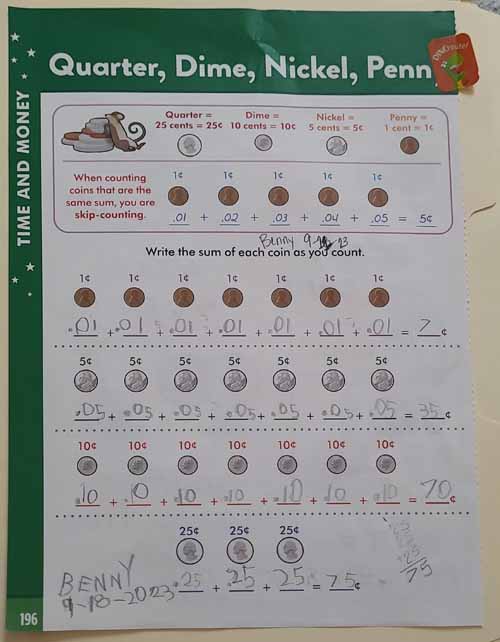 Quarter, Dime, Nickel, Penn
TIME AND MONEY
Quarter = Dime = Nickel = Penny =
25 cents = 25¢ 10 cents = 10¢ 5 cents = 5¢ 1 cent = 1¢
When counting
coins that are the
same sum, you are
skip-counting.
1¢ 1¢ 1¢ 1¢ 1¢
.01 + .02 + .03 + .04 + .05 = 5¢
Benny
Write the sum of each coin as you count.
1¢ 1¢ 1¢ 1¢ 1¢ 1¢ 1¢
.01 + .01 + .01 + .01 + .01 + .01 + .01 = 7¢
5¢ 5¢ 5¢ 5¢ 5¢ 5¢ 5¢
.05 + .05 + .05 + .05 + .05 + .05 + .05 = 35¢
10¢ 10¢ 10¢ 10¢ 10¢ 10¢ 10¢
.10 + .10 + .10 + .10 + .10 + .10 + .10 = 70¢
25¢ 25¢ 25¢
.25 + .25 + .25 = 75¢
+25
75
BENNY
9-18-2023
196